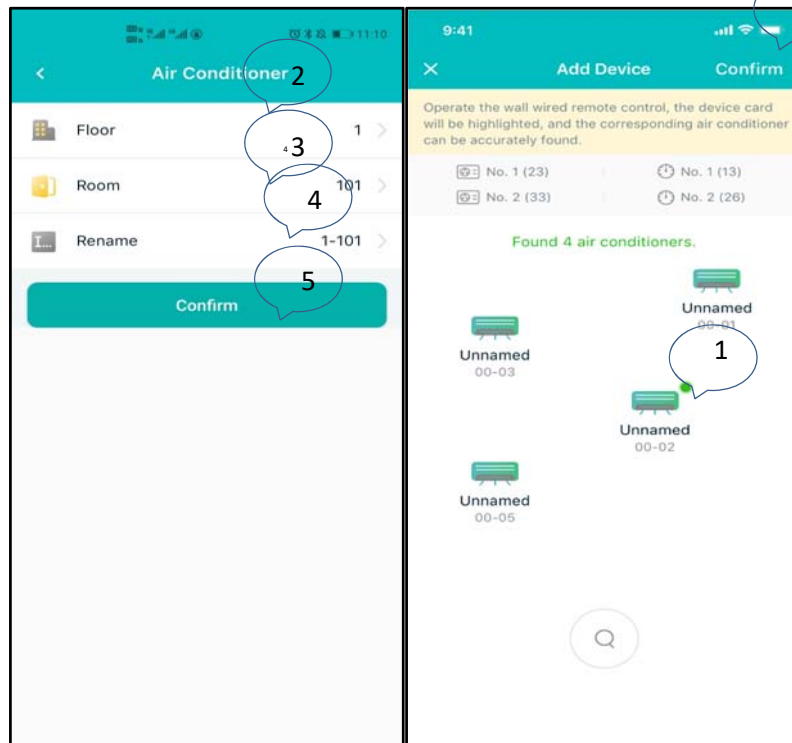 11:10
Air Conditioner
2
Floor
1
4 3
Room
101
4
Rename
1-101
5
Confirm
9:41
Add Device
Confirm
Operate the wall wired remote control, the device card
will be highlighted, and the corresponding air conditioner
can be accurately found.
No. 1 (23)
No. 1 (13)
No. 2 (33)
No. 2 (26)
Found 4 air conditioners.
Unnamed
00-01
1
Unnamed
00-03
Unnamed
00-02
Unnamed
00-05